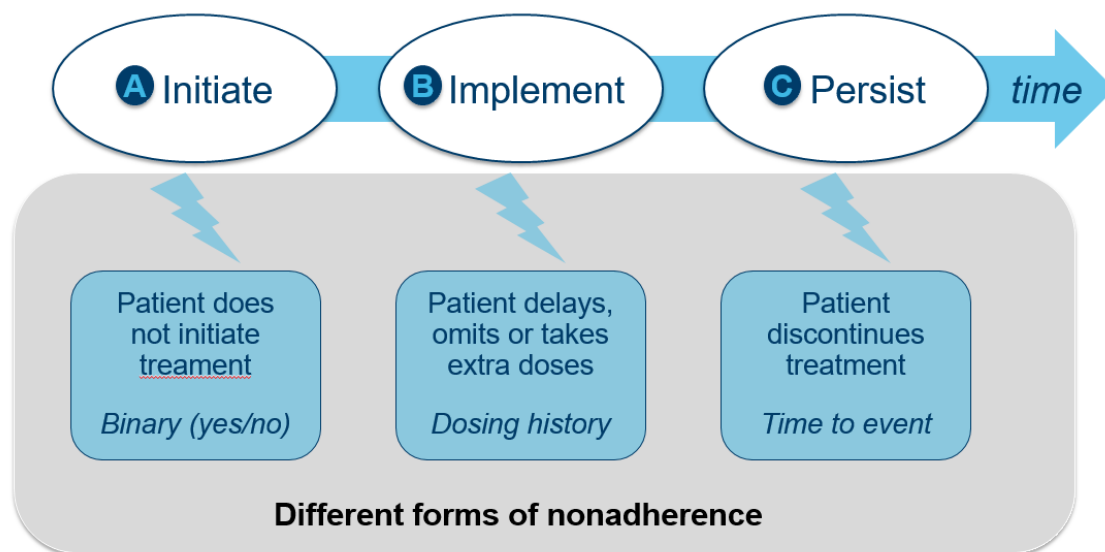 A Initiate
B Implement
C Persist
time
Patient does
not initiate
treament
Binary (yes/no)
Patient delays,
omits or takes
extra doses
Dosing history
Patient
discontinues
treatment
Time to event
Different forms of nonadherence